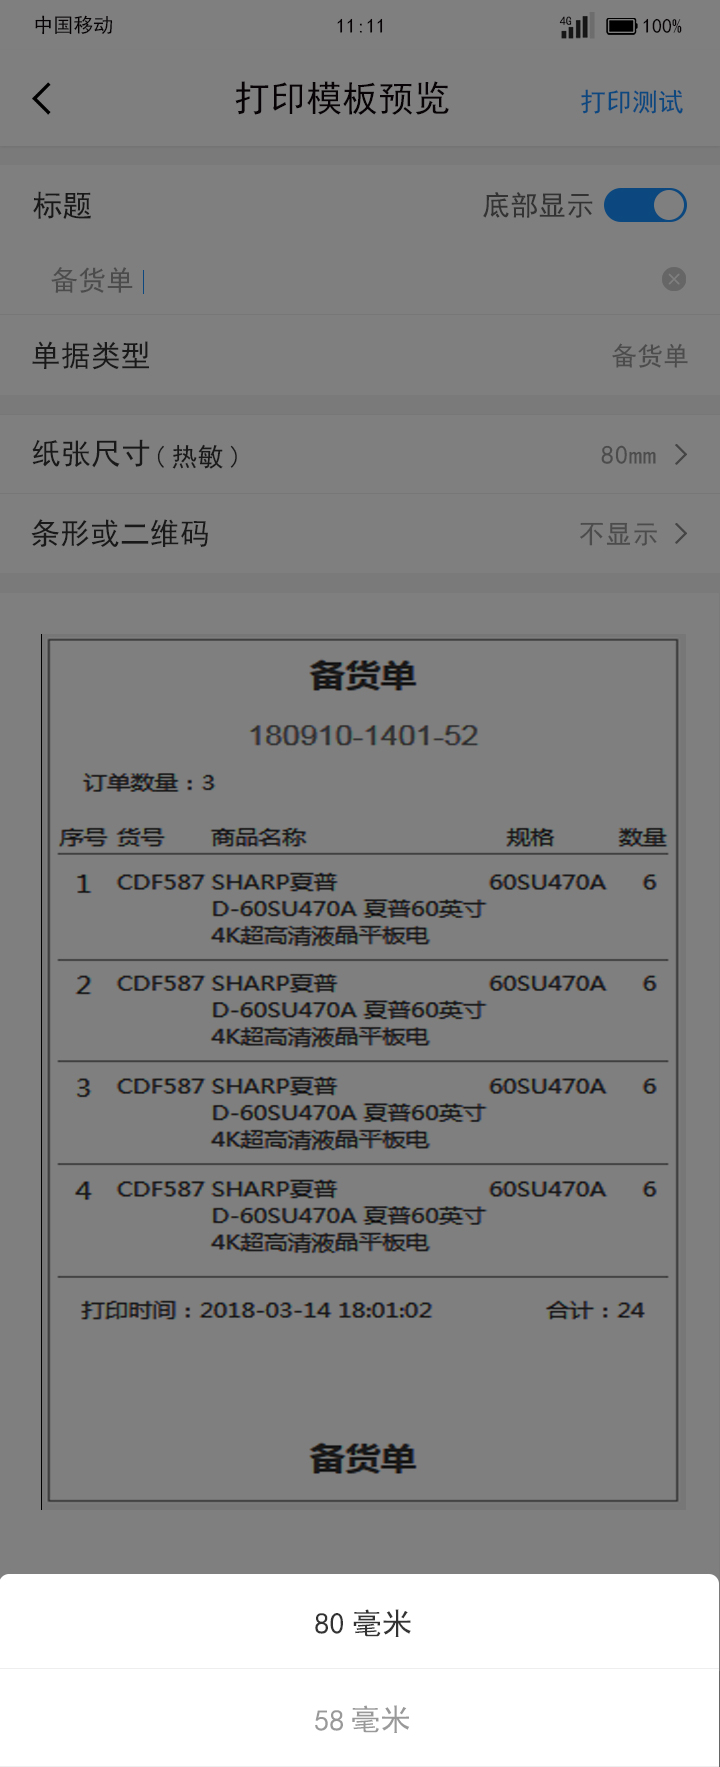 中国移动 11:11 4G 100%
打印模板预览 打印测试
标题 底部显示
备货单
单据类型 备货单
纸张尺寸(热敏) 80mm
条形或二维码 不显示
备货单
180910-1401-52
订单数量：3
序号 货号 商品名称 规格 数量
1 CDF587 SHARP夏普 60SU470A 6
D-60SU470A 夏普60英寸
4K超高清液晶平板电
2 CDF587 SHARP夏普 60SU470A 6
D-60SU470A 夏普60英寸
4K超高清液晶平板电
3 CDF587 SHARP夏普 60SU470A 6
D-60SU470A 夏普60英寸
4K超高清液晶平板电
4 CDF587 SHARP夏普 60SU470A 6
D-60SU470A 夏普60英寸
4K超高清液晶平板电
打印时间：2018-03-14 18:01:02 合计：24
备货单
80 毫米
58 毫米